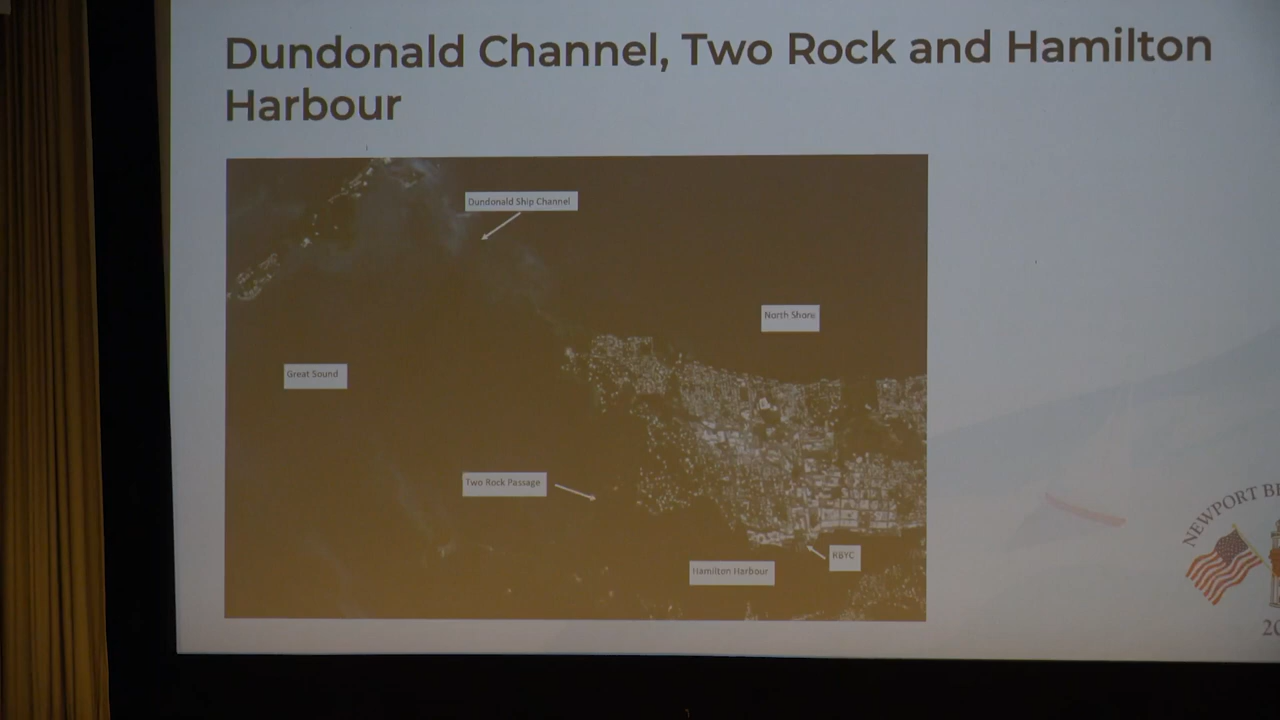 Dundonald Channel, Two Rock and Hamilton
Harbour
Dundonald Ship Channel
North Shore
Great Sound
Two Rock Passage
RBYC
Hamilton Harbour
NEWPORT BE
20